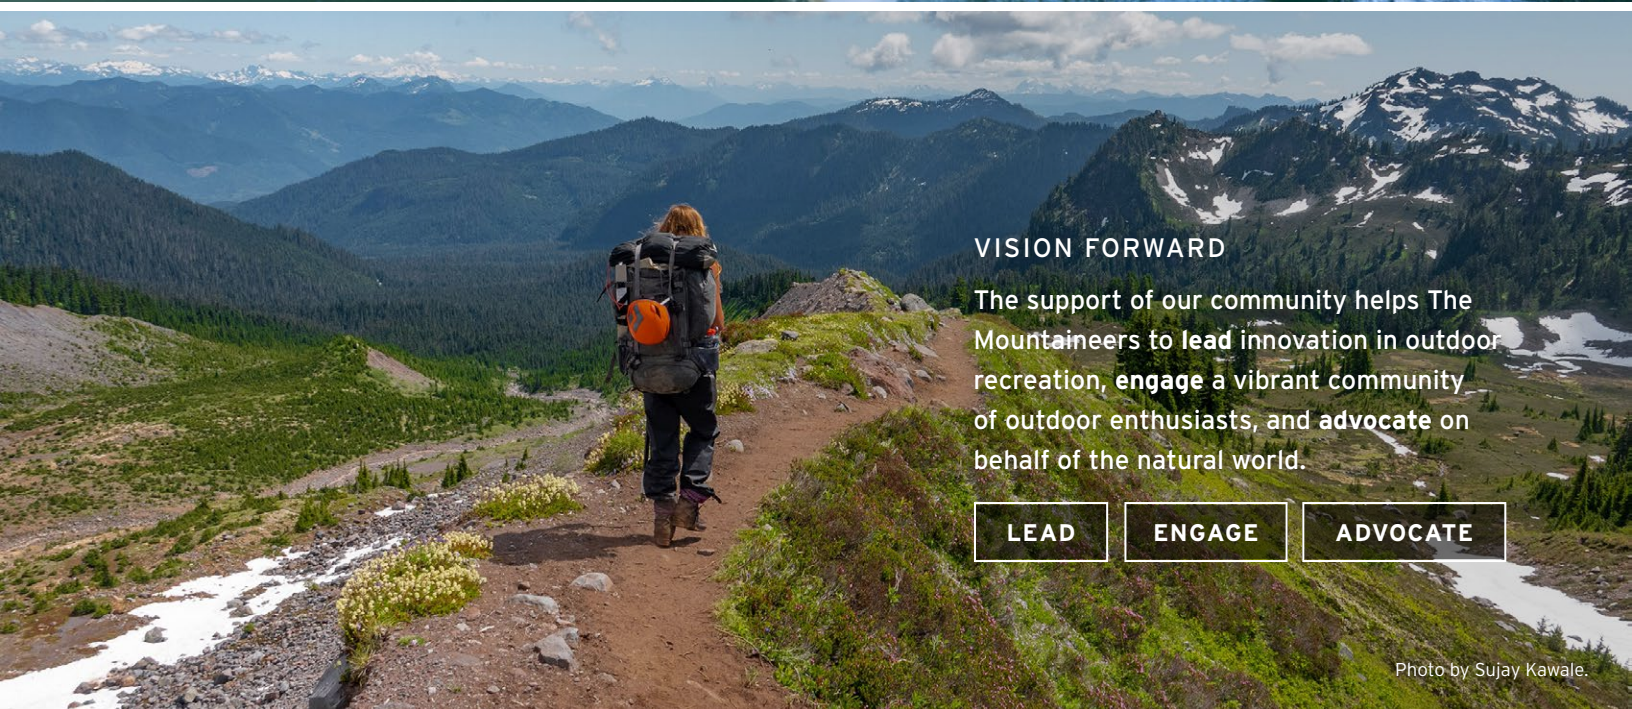 VISION FORWARD
The support of our community helps The
Mountaineers to lead innovation in outdoor
recreation, engage a vibrant community
of outdoor enthusiasts, and advocate on
behalf of the natural world.
LEAD ENGAGE ADVOCATE
Photo by Sujay Kawale.